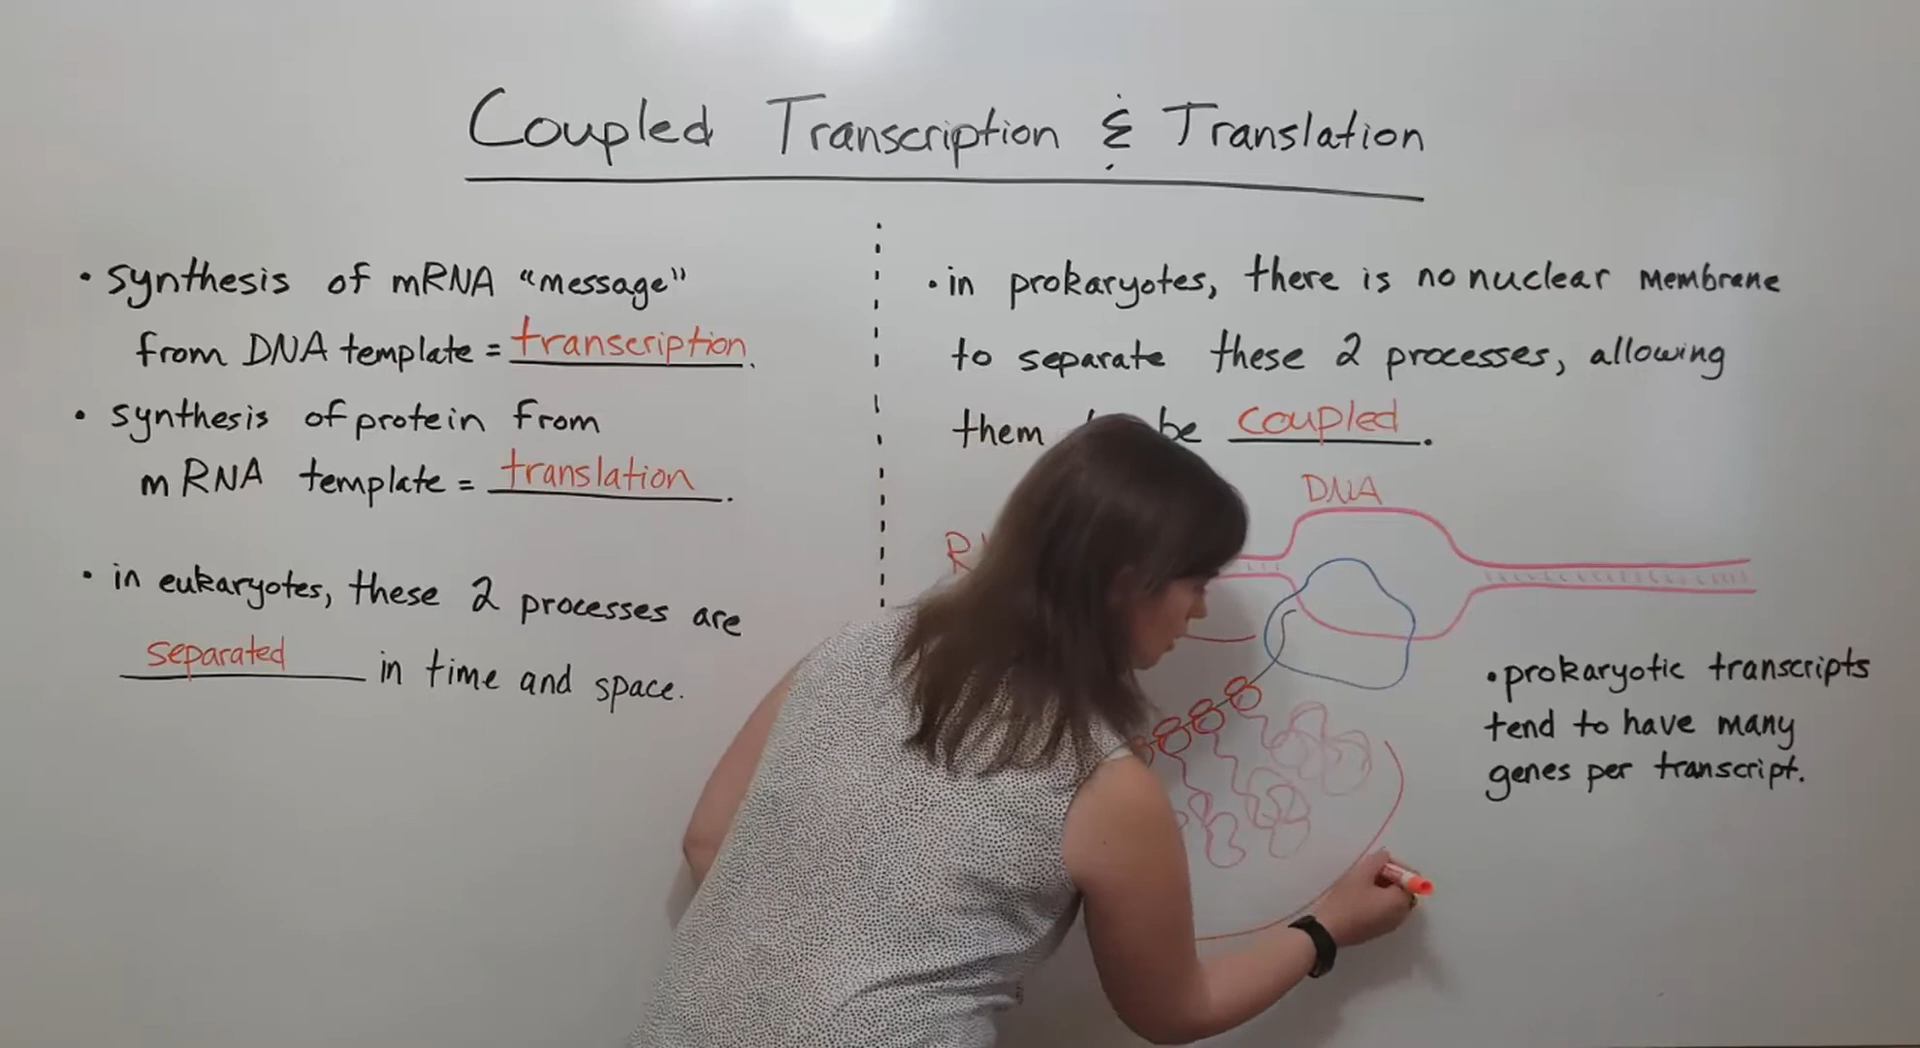 Coupled Transcription & Translation
• synthesis of mRNA "message"
from DNA template = transcription.
• synthesis of protein from
mRNA template = translation.
• in eukaryotes, these 2 processes are
separated in time and space.
• in prokaryotes, there is no nuclear membrane
to separate these 2 processes, allowing
them be coupled.
DNA
• prokaryotic transcripts
tend to have many
genes per transcript.